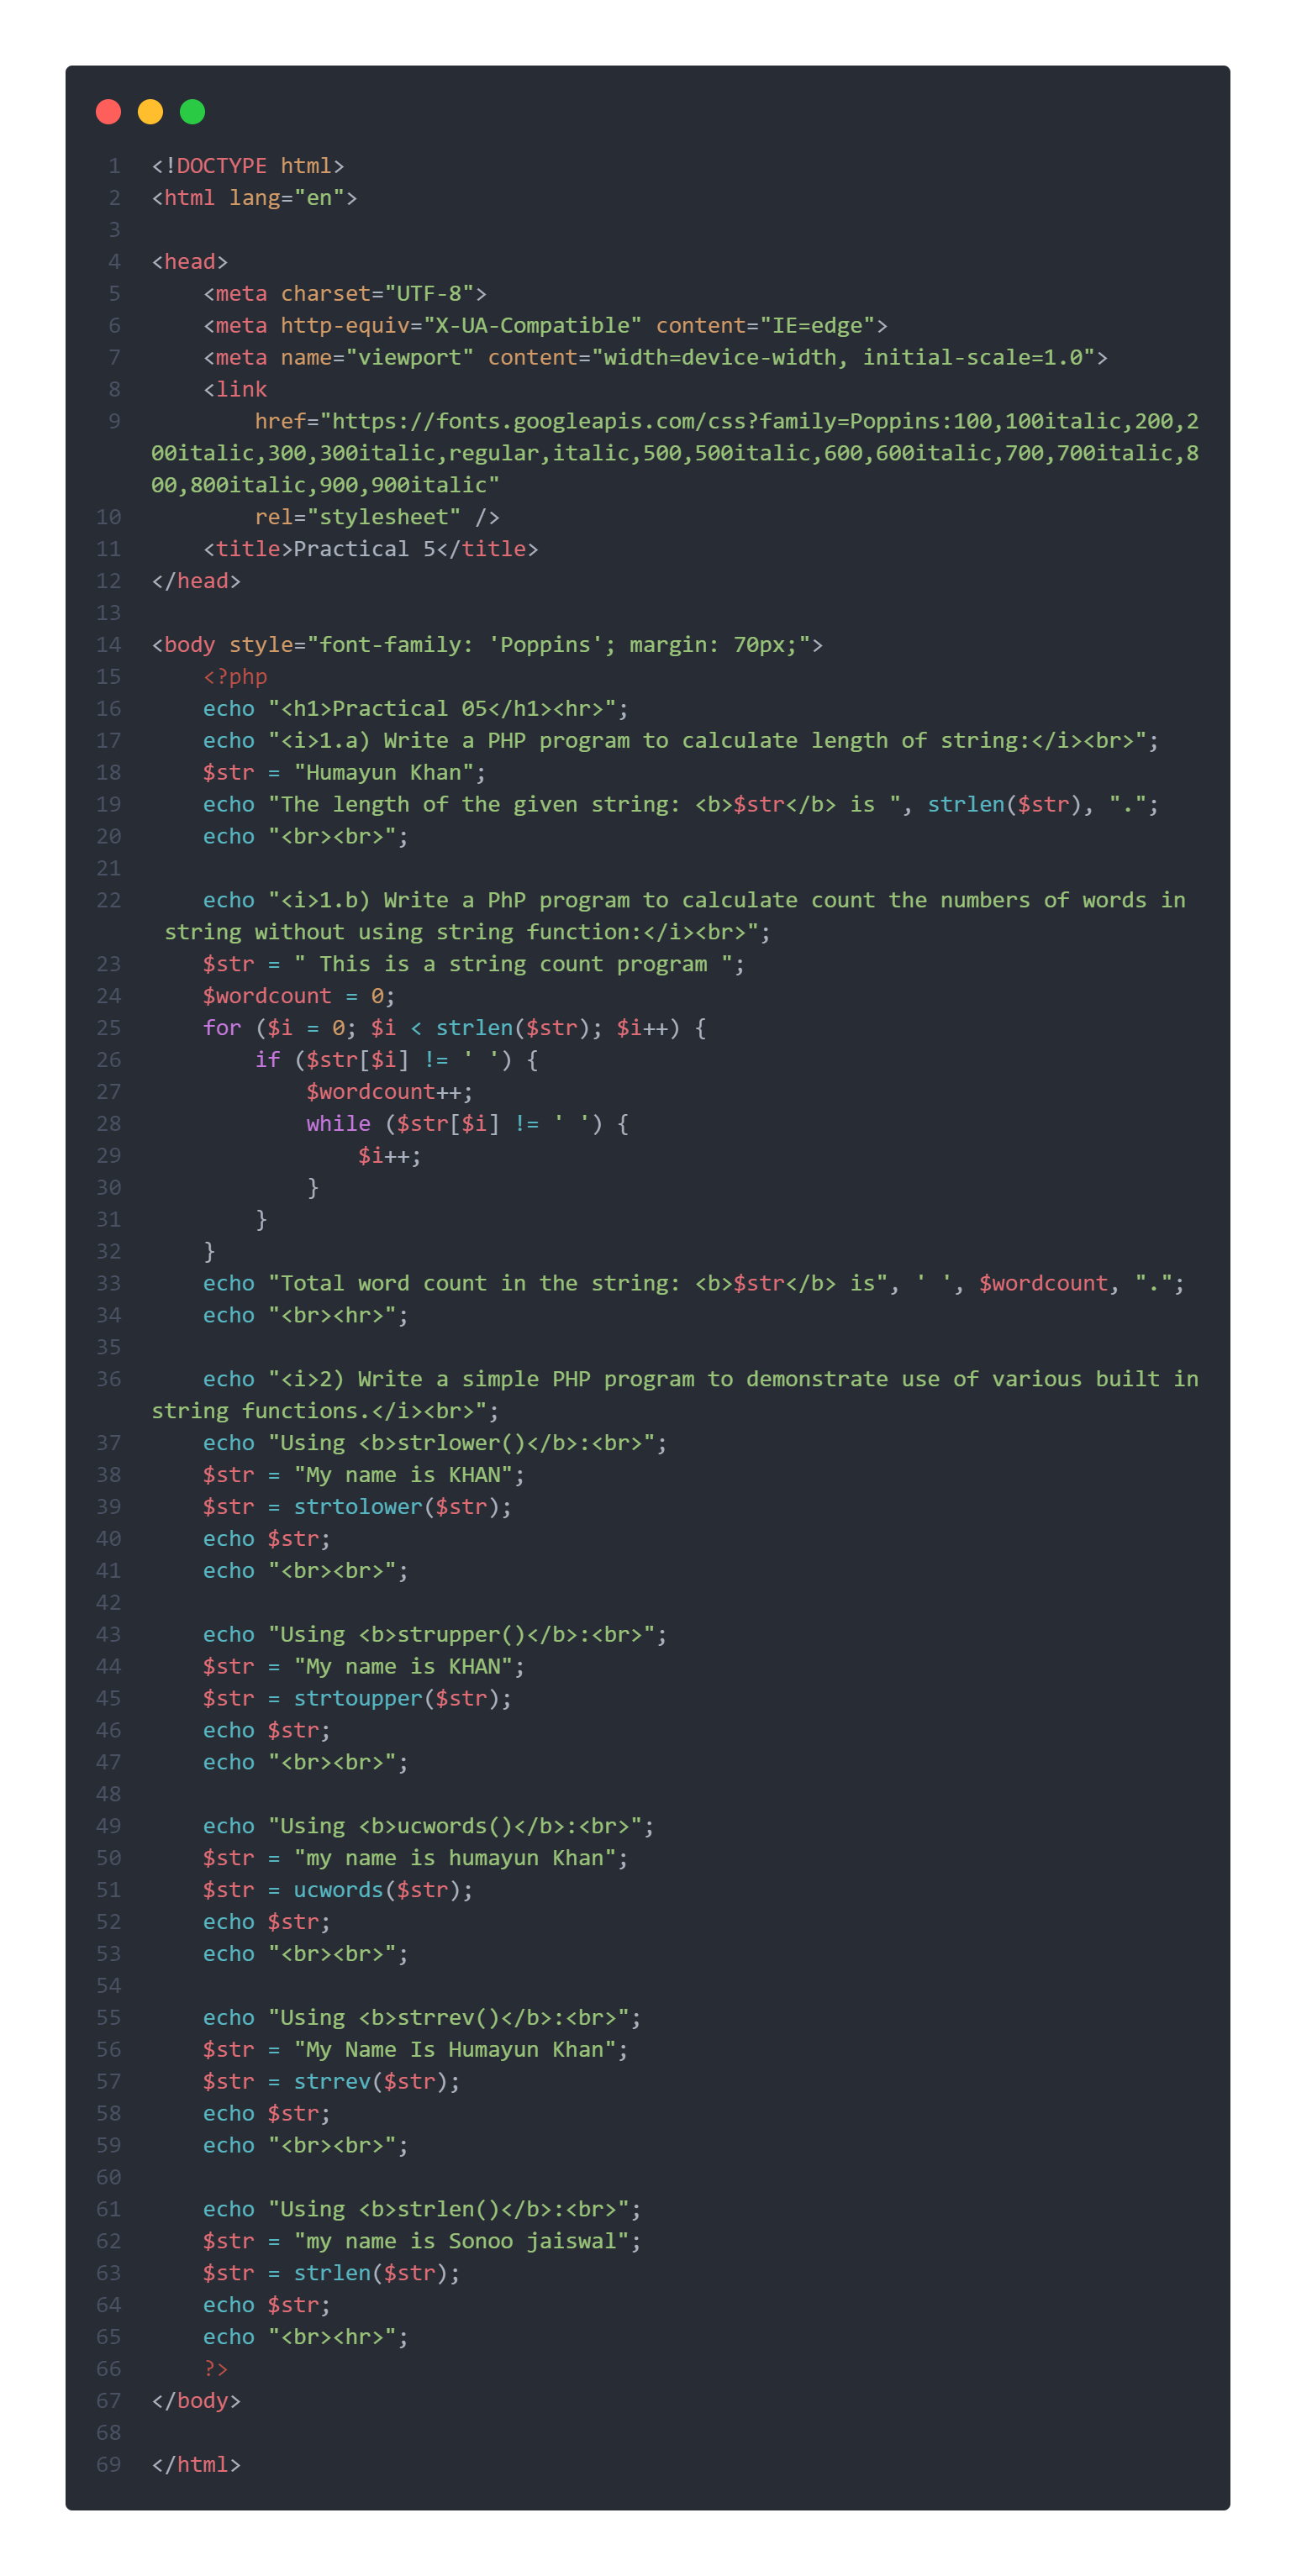 1 <!DOCTYPE html>
2 <html lang="en">
3
4 <head>
5     <meta charset="UTF-8">
6     <meta http-equiv="X-UA-Compatible" content="IE=edge">
7     <meta name="viewport" content="width=device-width, initial-scale=1.0">
8     <link
9         href="https://fonts.googleapis.com/css?family=Poppins:100,100italic,200,2
00italic,300,300italic,regular,italic,500,500italic,600,600italic,700,700italic,8
00,800italic,900,900italic"
10         rel="stylesheet" />
11     <title>Practical 5</title>
12 </head>
13
14 <body style="font-family: 'Poppins'; margin: 70px;">
15     <?php
16     echo "<h1>Practical 05</h1><hr>";
17     echo "<i>1.a) Write a PHP program to calculate length of string:</i><br>";
18     $str = "Humayun Khan";
19     echo "The length of the given string: <b>$str</b> is ", strlen($str), ".";
20     echo "<br><br>";
21
22     echo "<i>1.b) Write a PhP program to calculate count the numbers of words in
 string without using string function:</i><br>";
23     $str = " This is a string count program ";
24     $wordcount = 0;
25     for ($i = 0; $i < strlen($str); $i++) {
26         if ($str[$i] != ' ') {
27             $wordcount++;
28             while ($str[$i] != ' ') {
29                 $i++;
30             }
31         }
32     }
33     echo "Total word count in the string: <b>$str</b> is", ' ', $wordcount, ".";
34     echo "<br><hr>";
35
36     echo "<i>2) Write a simple PHP program to demonstrate use of various built in
string functions.</i><br>";
37     echo "Using <b>strlower()</b>:<br>";
38     $str = "My name is KHAN";
39     $str = strtolower($str);
40     echo $str;
41     echo "<br><br>";
42
43     echo "Using <b>strupper()</b>:<br>";
44     $str = "My name is KHAN";
45     $str = strtoupper($str);
46     echo $str;
47     echo "<br><br>";
48
49     echo "Using <b>ucwords()</b>:<br>";
50     $str = "my name is humayun Khan";
51     $str = ucwords($str);
52     echo $str;
53     echo "<br><br>";
54
55     echo "Using <b>strrev()</b>:<br>";
56     $str = "My Name Is Humayun Khan";
57     $str = strrev($str);
58     echo $str;
59     echo "<br><br>";
60
61     echo "Using <b>strlen()</b>:<br>";
62     $str = "my name is Sonoo jaiswal";
63     $str = strlen($str);
64     echo $str;
65     echo "<br><hr>";
66     ?>
67 </body>
68
69 </html>